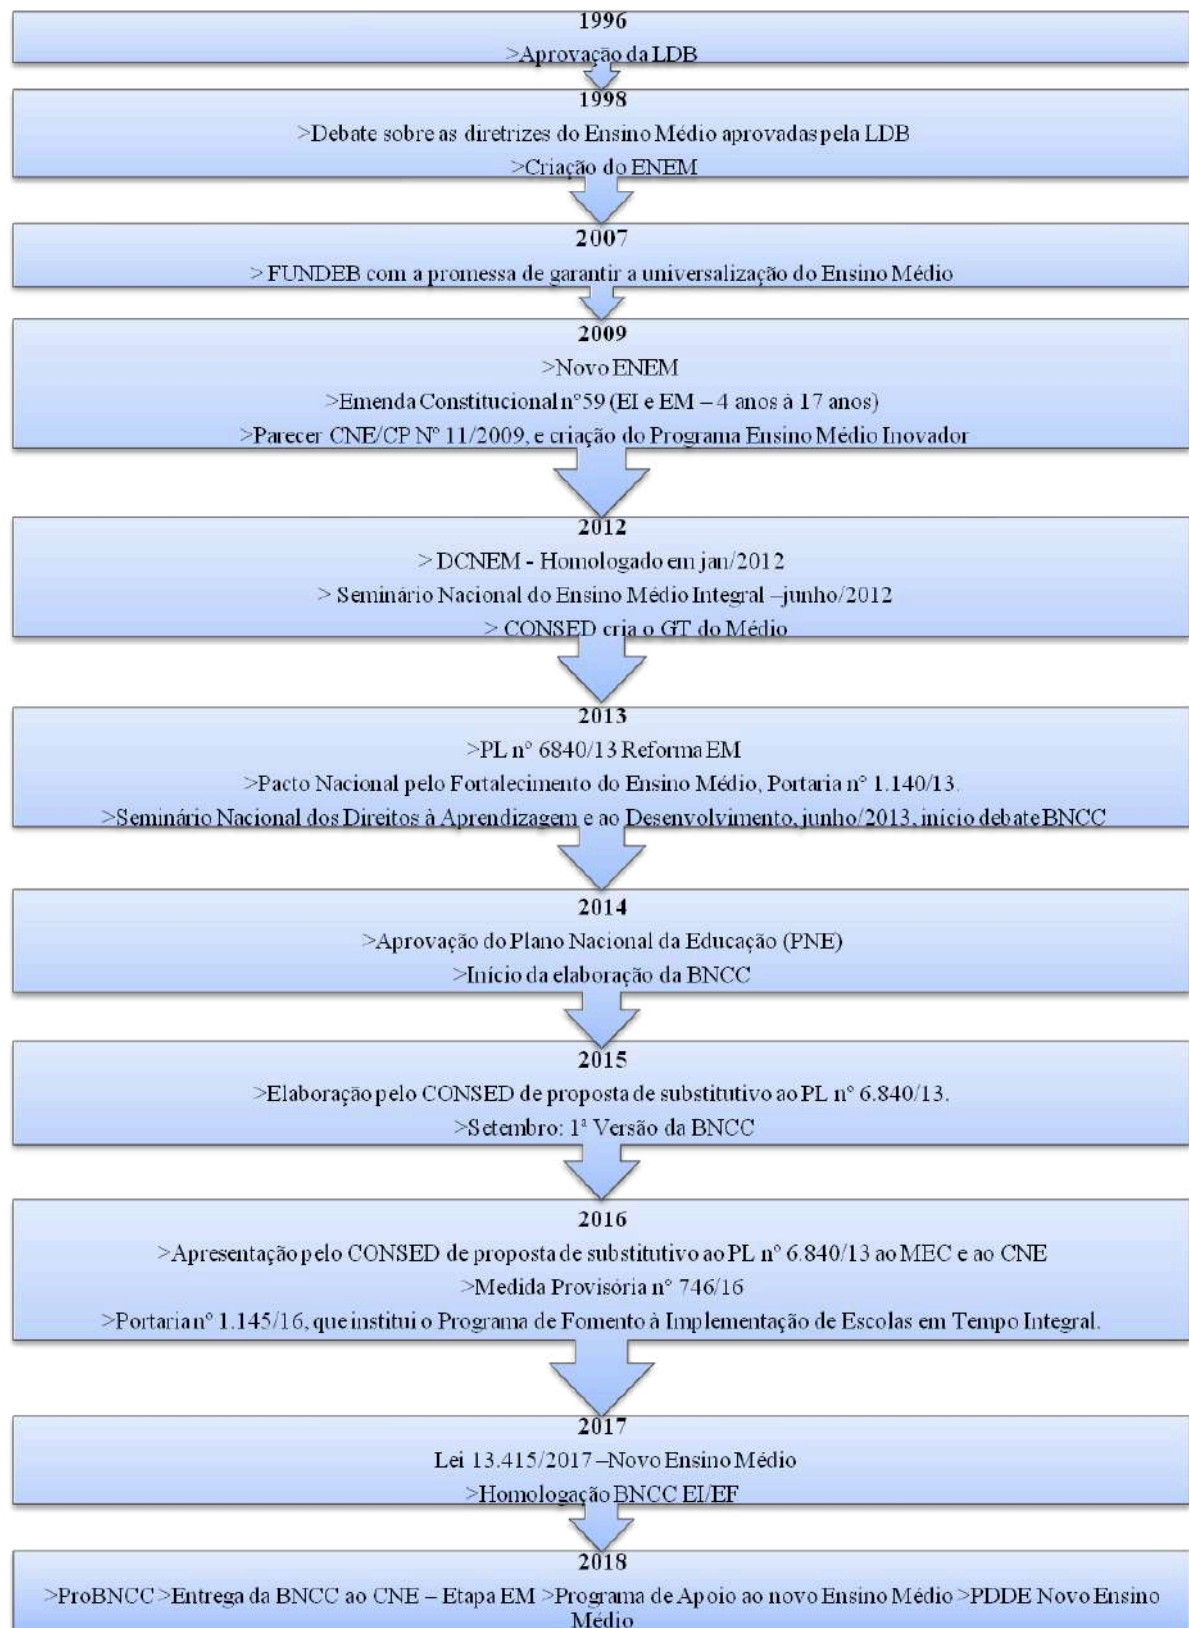 1996
>Aprovação da LDB
1998
>Debate sobre as diretrizes do Ensino Médio aprovadas pela LDB
>Criação do ENEM
2007
> FUNDEB com a promessa de garantir a universalização do Ensino Médio
2009
>Novo ENEM
>Emenda Constitucional nº59 (EI e EM – 4 anos à 17 anos)
>Parecer CNE/CP Nº 11/2009, e criação do Programa Ensino Médio Inovador
2012
> DCNEM - Homologado em jan/2012
> Seminário Nacional do Ensino Médio Integral –junho/2012
> CONSED cria o GT do Médio
2013
>PL nº 6840/13 Reforma EM
>Pacto Nacional pelo Fortalecimento do Ensino Médio, Portaria nº 1.140/13.
>Seminário Nacional dos Direitos à Aprendizagem e ao Desenvolvimento, junho/2013, início debate BNCC
2014
>Aprovação do Plano Nacional da Educação (PNE)
>Início da elaboração da BNCC
2015
>Elaboração pelo CONSED de proposta de substitutivo ao PL nº 6.840/13.
>Setembro: 1ª Versão da BNCC
2016
>Apresentação pelo CONSED de proposta de substitutivo ao PL nº 6.840/13 ao MEC e ao CNE
>Medida Provisória nº 746/16
>Portaria nº 1.145/16, que institui o Programa de Fomento à Implementação de Escolas em Tempo Integral.
2017
Lei 13.415/2017 –Novo Ensino Médio
>Homologação BNCC EI/EF
2018
>ProBNCC >Entrega da BNCC ao CNE – Etapa EM >Programa de Apoio ao novo Ensino Médio >PDDE Novo Ensino
Médio